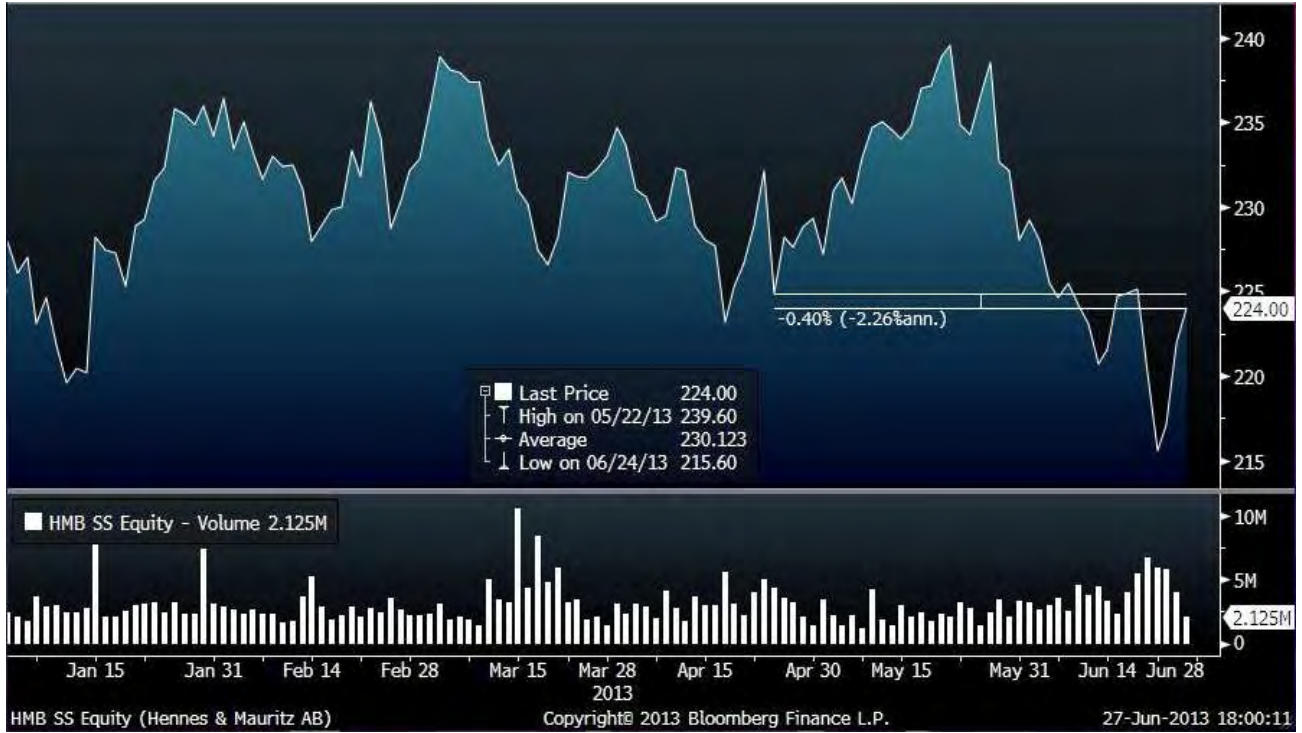 240
235
230
225
224.00
220
215
-0.40% (-2.26%ann.)
Last Price 224.00
High on 05/22/13 239.60
Average 230.123
Low on 06/24/13 215.60
HMB SS Equity - Volume 2.125M
10M
5M
2.125M
0
Jan 15 Jan 31 Feb 14 Feb 28 Mar 15 Mar 28 Apr 15 Apr 30 May 15 May 31 Jun 14 Jun 28
2013
HMB SS Equity (Hennes & Mauritz AB) Copyright© 2013 Bloomberg Finance L.P. 27-Jun-2013 18:00:11